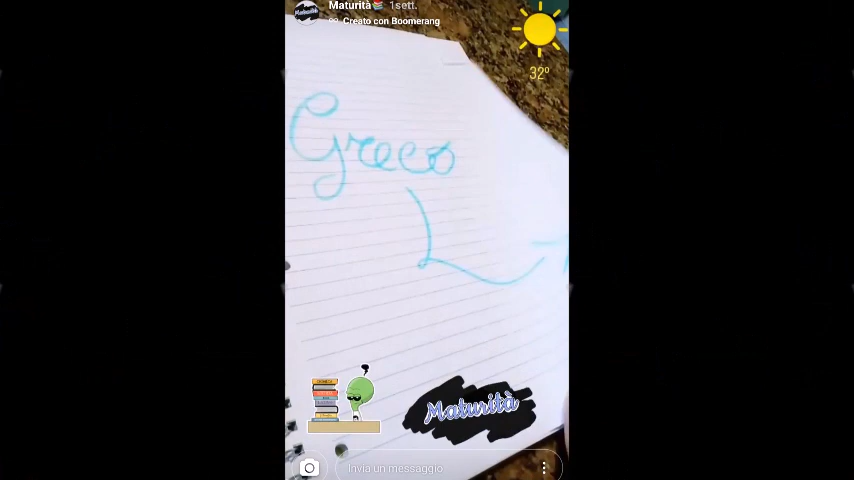 Maturità📚 1sett.
∞ Creato con Boomerang
32°
Greco
Maturità
Invia un messaggio